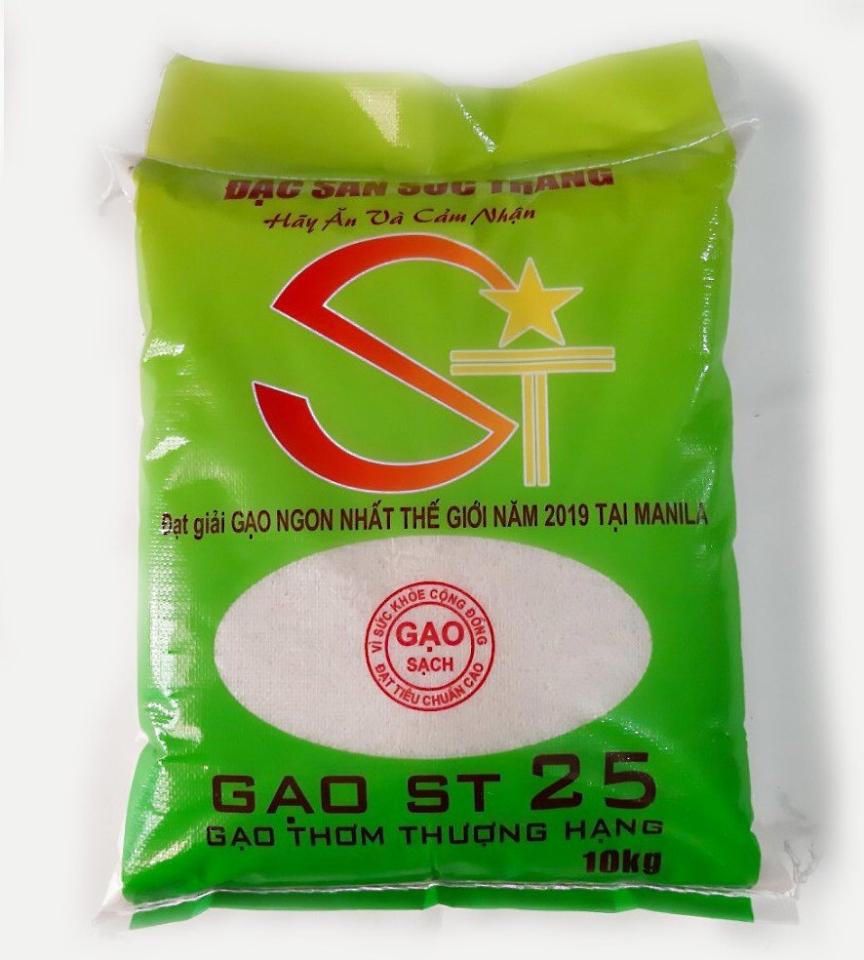 ĐẶC SẢN SÓC TRĂNG
Hãy Ăn Và Cảm Nhận
ST
Đạt giải GẠO NGON NHẤT THẾ GIỚI NĂM 2019 TẠI MANILA
VÌ SỨC KHỎE CỘNG ĐỒNG
GẠO
SẠCH
ĐẠT TIÊU CHUẨN CAO
GẠO ST 25
GẠO THƠM THƯỢNG HẠNG
10kg